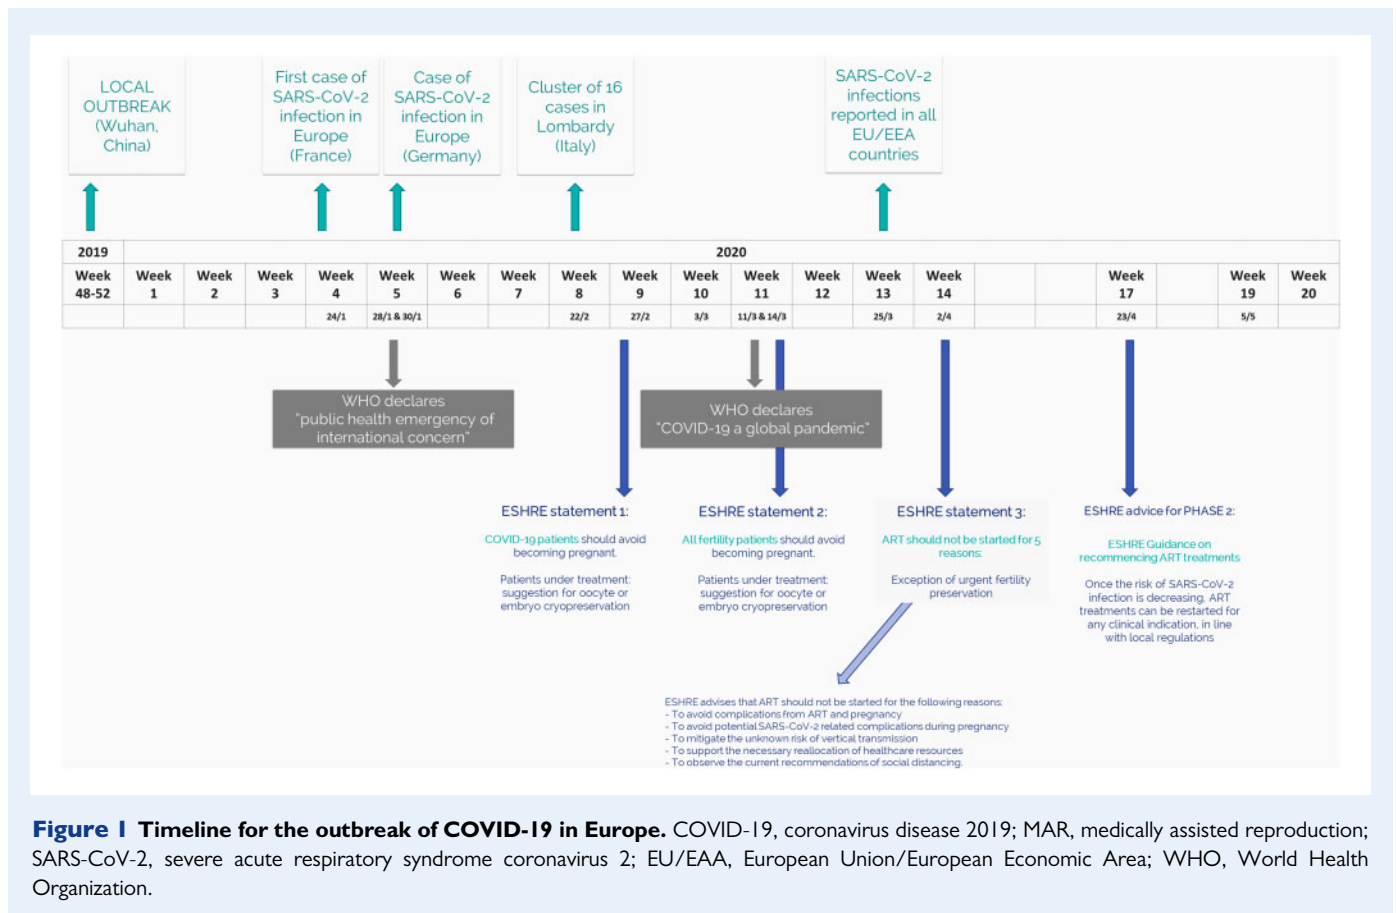 LOCAL
OUTBREAK
(Wuhan,
China)
First case of
SARS-CoV-2
infection in
Europe
(France)
Case of
SARS-CoV-2
infection in
Europe
(Germany)
Cluster of 16
cases in
Lombardy
(Italy)
SARS-CoV-2
infections
reported in all
EU/EEA
countries
2019 2020
Week Week Week Week Week Week Week Week Week Week Week Week Week Week Week Week Week Week
48-52 1 2 3 4 5 6 7 8 9 10 11 12 13 14 17 19 20
24/1 28/1 & 30/1 22/2 27/2 3/3 11/3 & 14/3 25/3 2/4 23/4 5/5
WHO declares
"public health emergency of
international concern"
WHO declares
"COVID-19 a global pandemic"
ESHRE statement 1:
COVID-19 patients should avoid
becoming pregnant.
Patients under treatment:
suggestion for oocyte or
embryo cryopreservation
ESHRE statement 2:
All fertility patients should avoid
becoming pregnant.
Patients under treatment:
suggestion for oocyte or
embryo cryopreservation
ESHRE statement 3:
ART should not be started for 5
reasons:
Exception of urgent fertility
preservation
ESHRE advice for PHASE 2:
ESHRE Guidance on
recommencing ART treatments
Once the risk of SARS-CoV-2
infection is decreasing, ART
treatments can be restarted for
any clinical indication, in line
with local regulations
ESHRE advises that ART should not be started for the following reasons:
- To avoid complications from ART and pregnancy
- To avoid potential SARS-CoV-2 related complications during pregnancy
- To mitigate the unknown risk of vertical transmission
- To support the necessary reallocation of healthcare resources
- To observe the current recommendations of social distancing.
Figure 1 Timeline for the outbreak of COVID-19 in Europe. COVID-19, coronavirus disease 2019; MAR, medically assisted reproduction;
SARS-CoV-2, severe acute respiratory syndrome coronavirus 2; EU/EAA, European Union/European Economic Area; WHO, World Health
Organization.